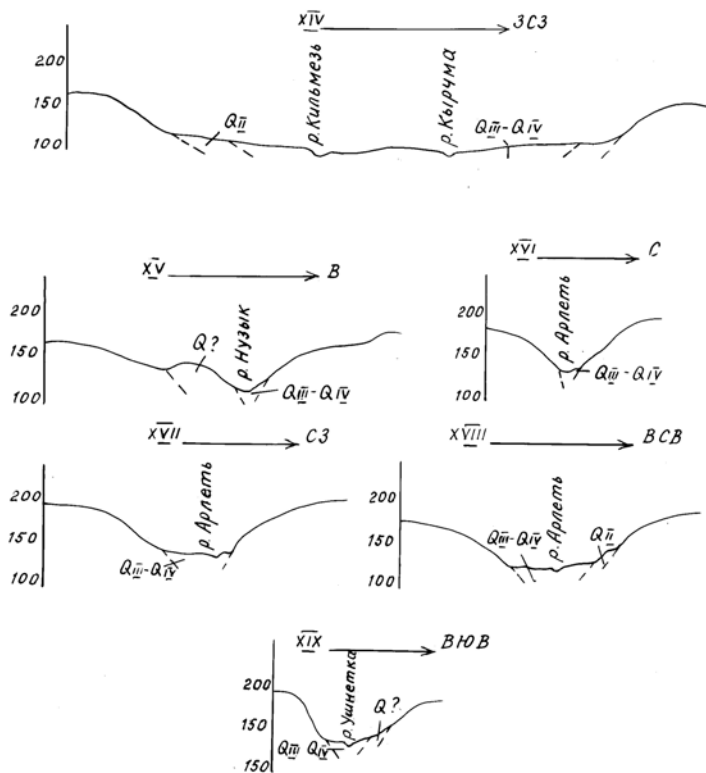 XIV ЗСЗ
200
150
100
QII
р. Кильмезь
р. Кырчма
QIII-QIV
XV В
200
150
100
Q?
р. Нузык
QIII-QIV
XVI С
200
150
100
р. Арлеть
QIII-QIV
XVII СЗ
200
150
100
р. Арлеть
QIII-QIV
XVIII ВСВ
200
150
100
QIII-QIV
р. Арлеть
QII
XIX ВЮВ
200
150
150
р. Ушнетка
Q?
QIII QIV